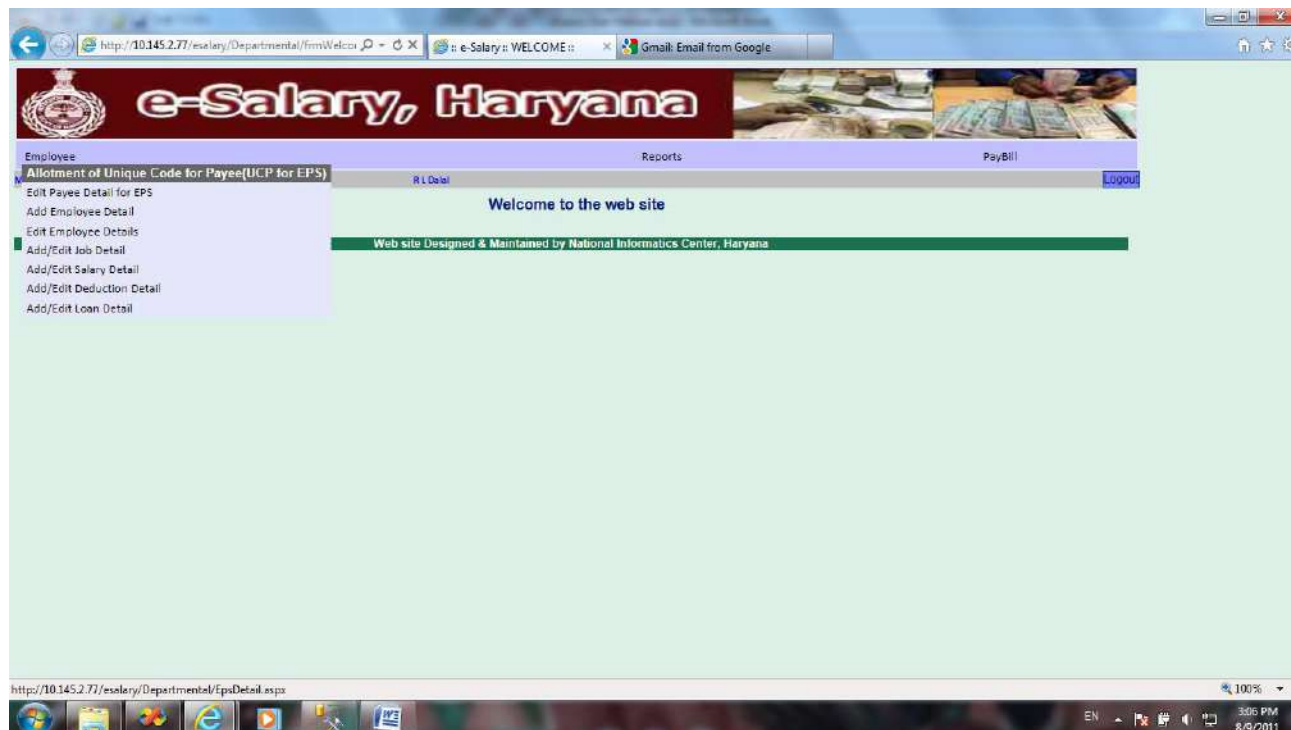 http://10.145.2.77/esalary/Departmental/frmWelcor
:: e-Salary :: WELCOME ::
Gmail: Email from Google
e-Salary, Haryana
Employee
Reports
PayBill
Allotment of Unique Code for Payee(UCP for EPS)
R L Dalal
Logout
Edit Payee Detail for EPS
Welcome to the web site
Add Employee Detail
Edit Employee Details
Web site Designed & Maintained by National Informatics Center, Haryana
Add/Edit Job Detail
Add/Edit Salary Detail
Add/Edit Deduction Detail
Add/Edit Loan Detail
http://10.145.2.77/esalary/Departmental/EpsDetail.aspx
100%
EN
3:06 PM
8/9/2011